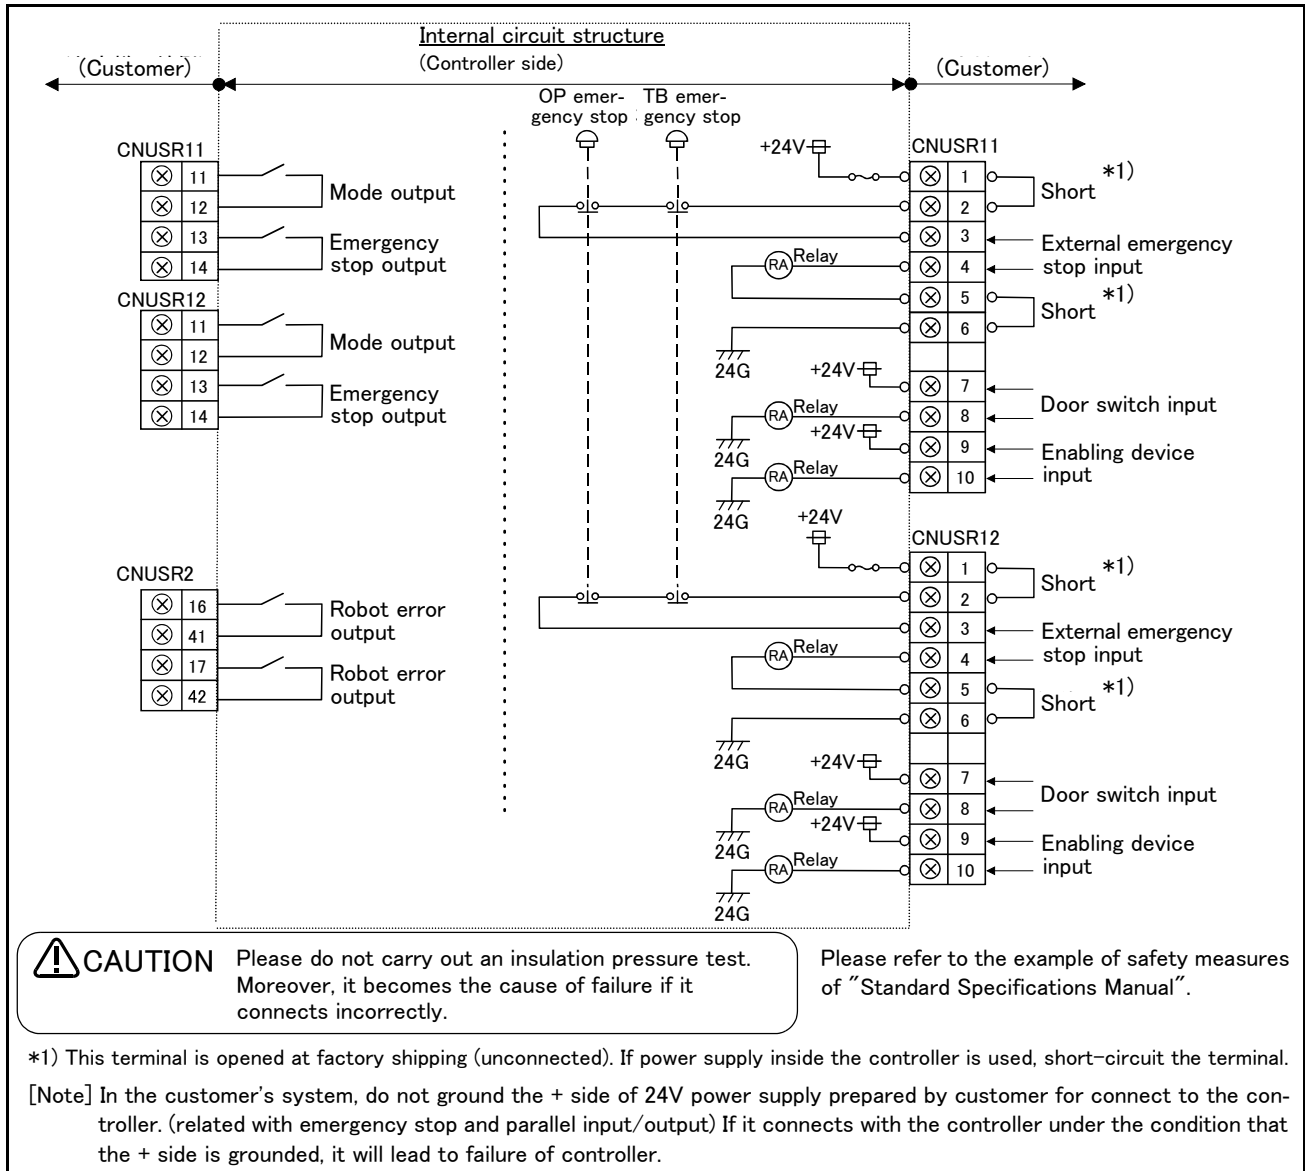 Internal circuit structure
(Customer)
(Controller side)
(Customer)
OP emer-
gency stop
TB emer-
gency stop
CNUSR11
11
12
13
14
Mode output
Emergency
stop output
CNUSR12
11
12
13
14
Mode output
Emergency
stop output
CNUSR2
16
41
17
42
Robot error
output
Robot error
output
+24V
CNUSR11
1
2
3
4
5
6
7
8
9
10
Short *1)
External emergency
stop input
Short *1)
Door switch input
Enabling device
input
RA Relay
24G
+24V
RA Relay
24G
+24V
RA Relay
24G
+24V
CNUSR12
1
2
3
4
5
6
7
8
9
10
Short *1)
External emergency
stop input
Short *1)
Door switch input
Enabling device
input
RA Relay
24G
+24V
RA Relay
24G
+24V
RA Relay
24G
CAUTION
Please do not carry out an insulation pressure test.
Moreover, it becomes the cause of failure if it
connects incorrectly.
Please refer to the example of safety measures
of "Standard Specifications Manual".
*1) This terminal is opened at factory shipping (unconnected). If power supply inside the controller is used, short-circuit the terminal.
[Note] In the customer's system, do not ground the + side of 24V power supply prepared by customer for connect to the con-
troller. (related with emergency stop and parallel input/output) If it connects with the controller under the condition that
the + side is grounded, it will lead to failure of controller.